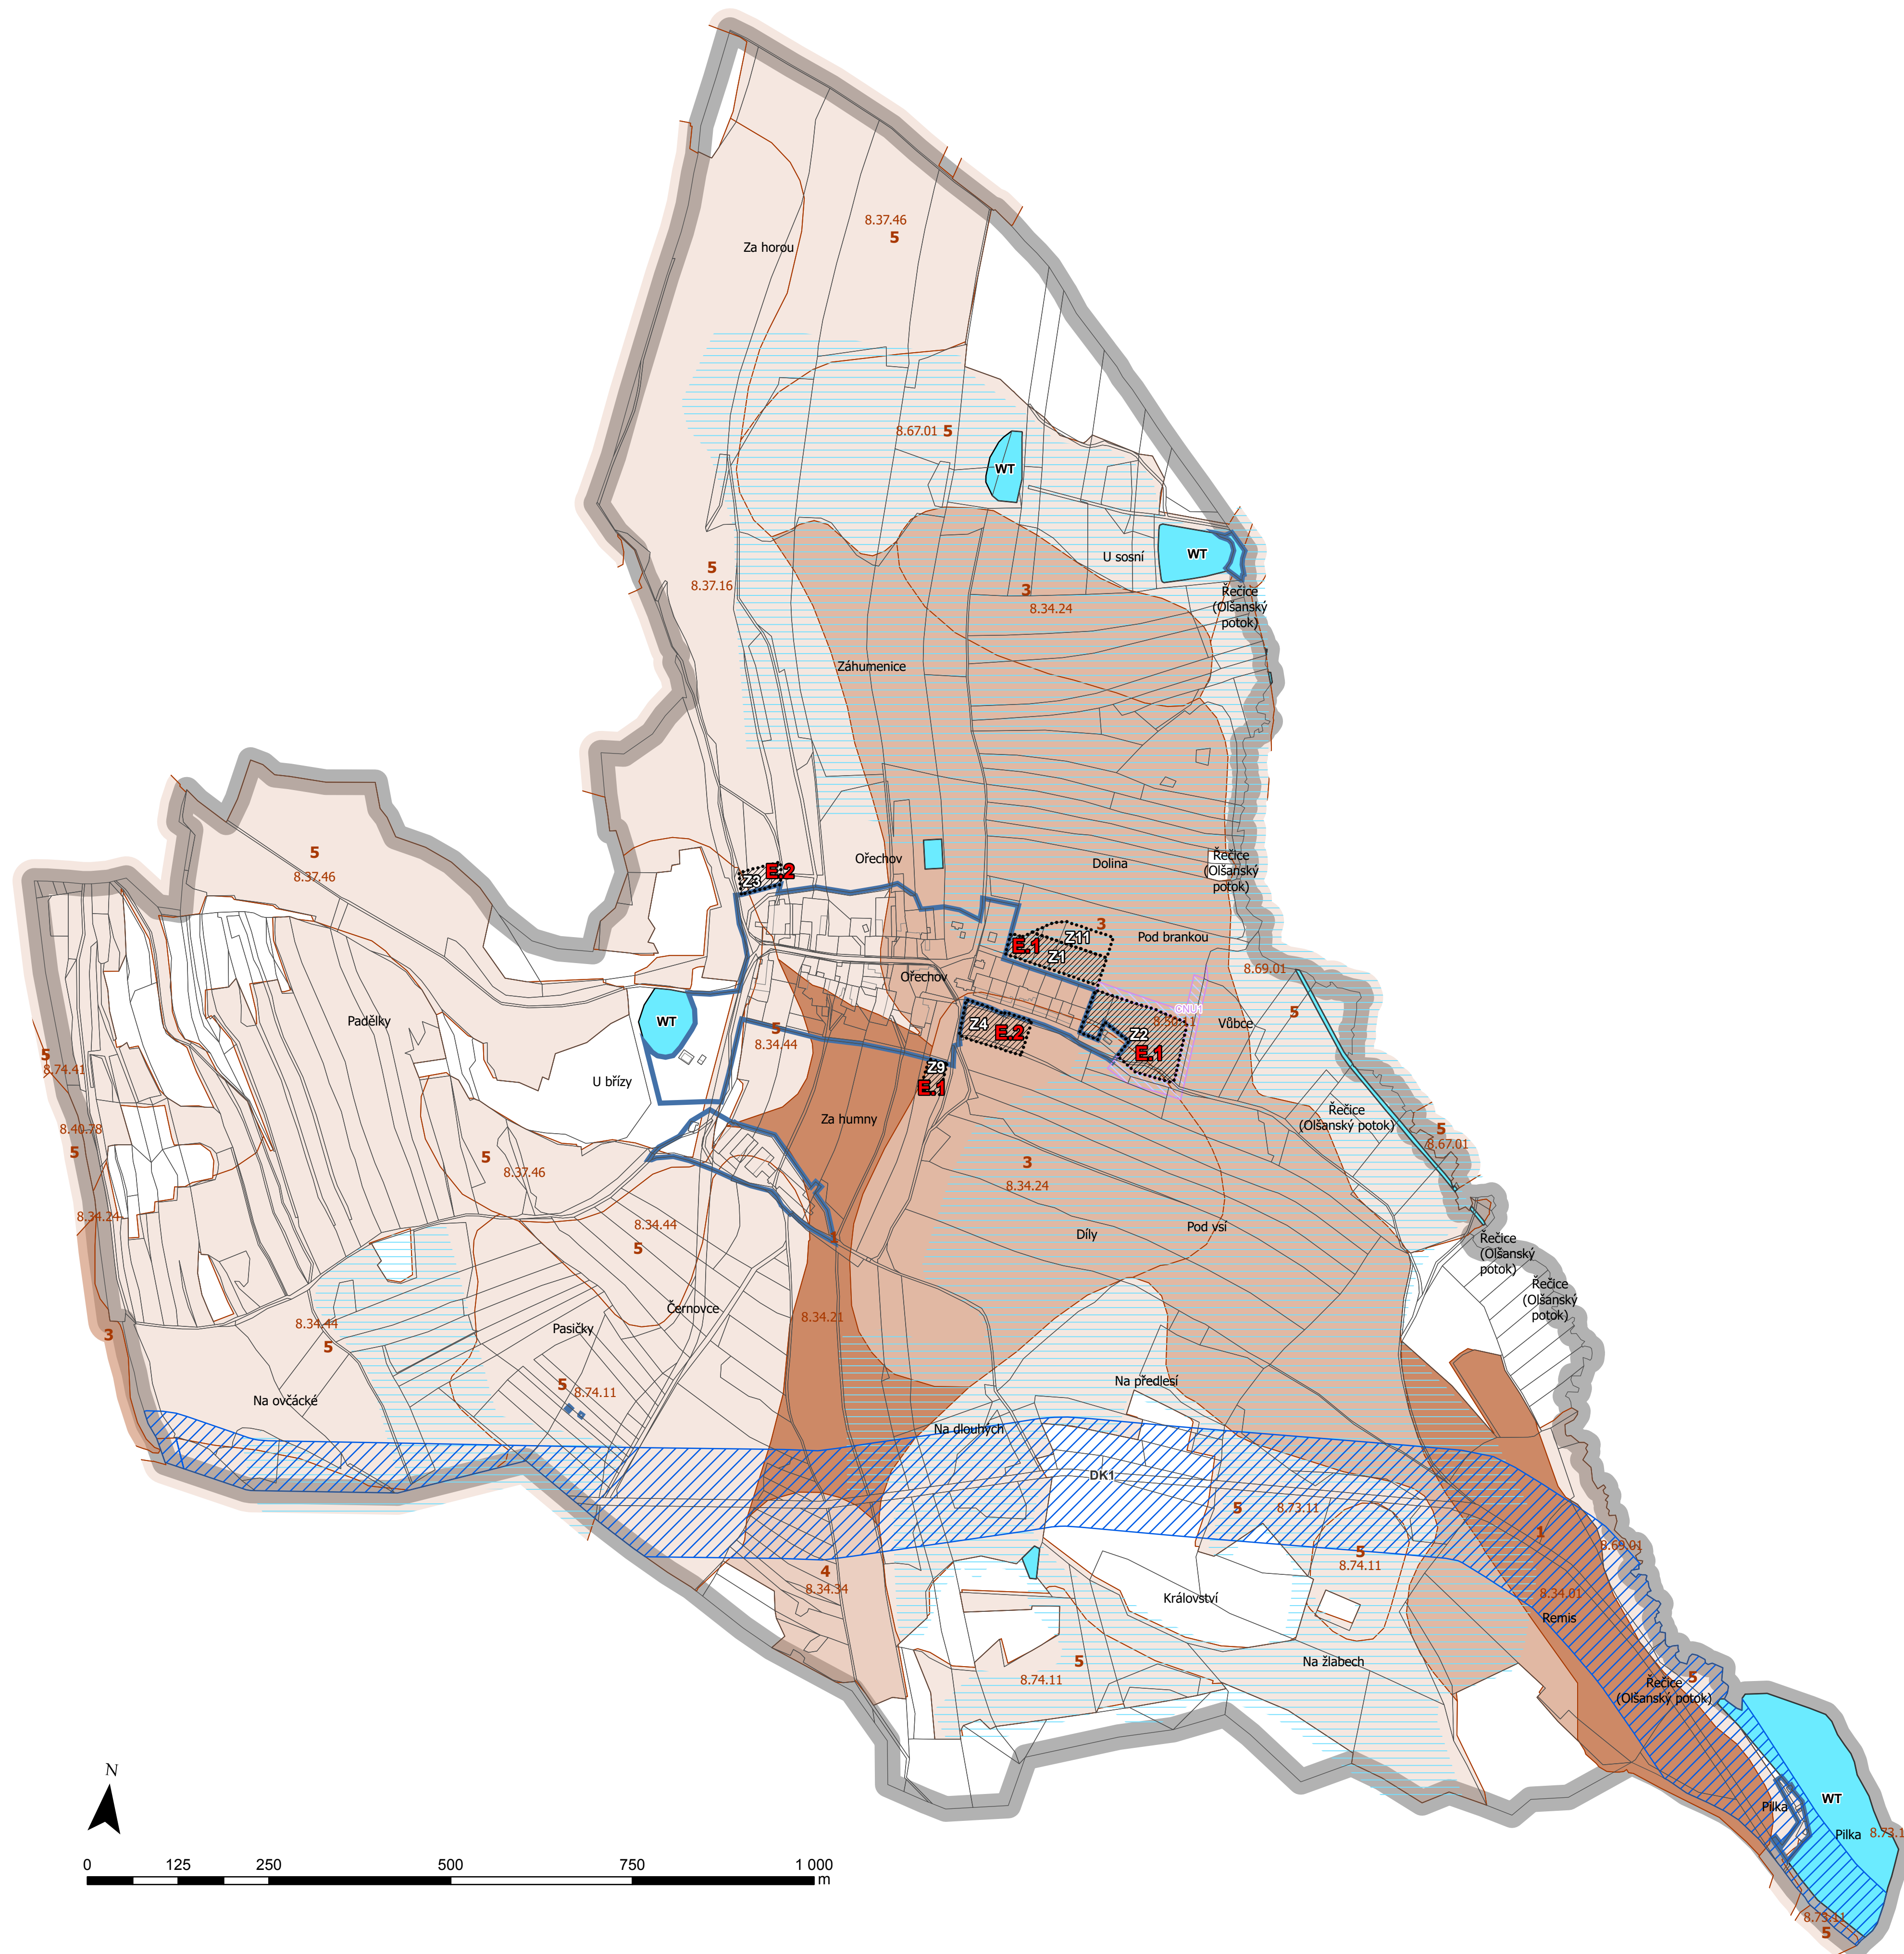 8.37.46
5
Za horou
8.67.01 5
WT
5
8.37.16
U sosní
WT
3
8.34.24
Řečice
(Olšanský
potok)
Záhumenice
5
8.37.46
Z3
E.2
Ořechov
Dolina
Řečice
(Olšanský
potok)
3
Z11
E.1
Z1
Pod brankou
8.69.01
Ořechov
WT
Padělky
5
8.34.44
Z4
E.2
CNU1
Z2
E.1
Vůbce
5
5
8.74.41
U břízy
Z9
E.1
Za humny
Řečice
(Olšanský potok)
5
8.67.01
8.40.78
5
5
8.37.46
3
8.34.24
8.34.24
8.34.44
5
Díly
Pod vsí
Řečice
(Olšanský
potok)
Řečice
(Olšanský
potok)
Černovce
8.34.21
8.34.44
5
3
Pasičky
5
8.74.11
Na ovčácké
Na předlesí
Na dlouhých
DK1
5
8.73.11
1
8.69.01
5
8.74.11
4
8.34.34
Království
8.34.01
Remis
5
8.74.11
Na žlabech
5
Řečice
(Olšanský potok)
WT
Pilka
Pilka
8.73.1
8.73.11
5
N
0 125 250 500 750 1 000
m